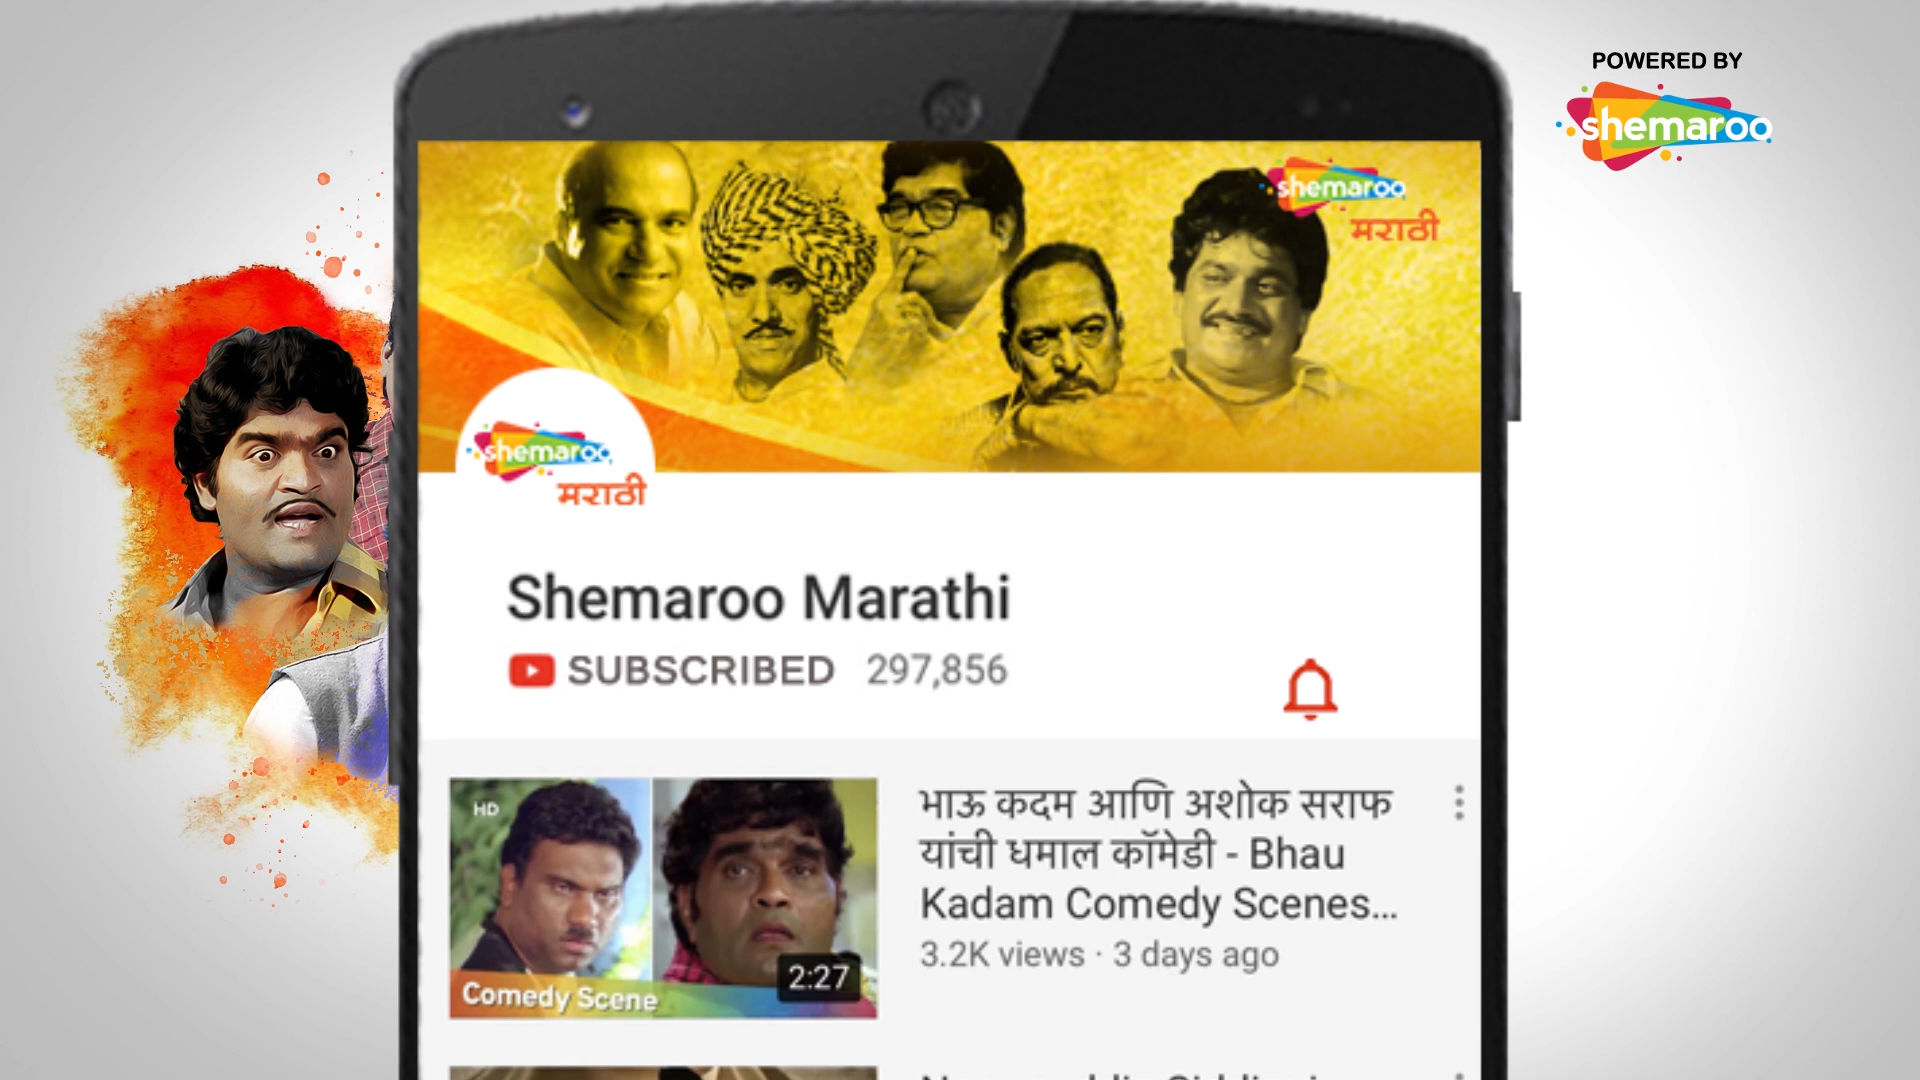 POWERED BY
shemaroo
shemaroo
मराठी
shemaroo
मराठी
Shemaroo Marathi
SUBSCRIBED 297,856
HD
Comedy Scene
2:27
भाऊ कदम आणि अशोक सराफ
यांची धमाल कॉमेडी - Bhau
Kadam Comedy Scenes...
3.2K views · 3 days ago